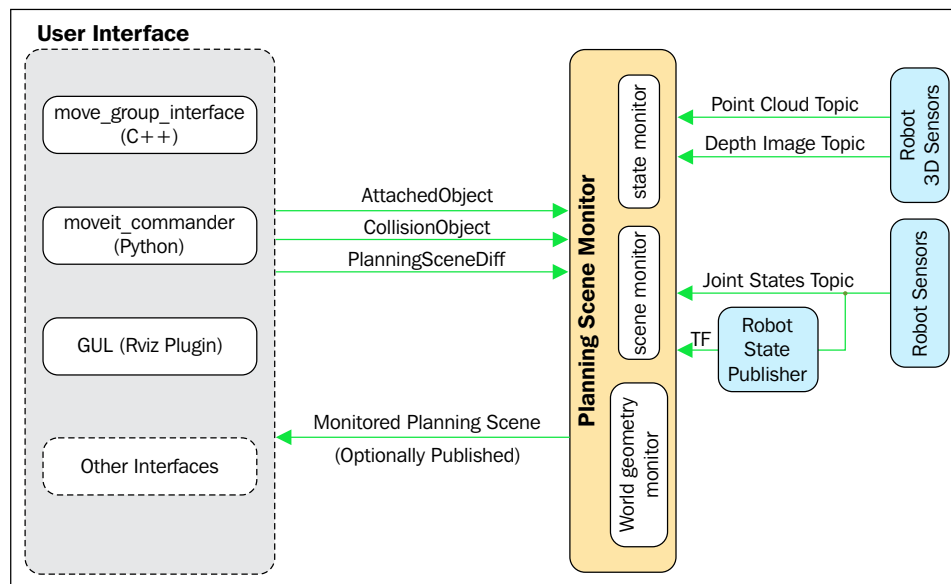 User Interface
move_group_interface
(C++)
moveit_commander
(Python)
GUL (Rviz Plugin)
Other Interfaces
AttachedObject
CollisionObject
PlanningSceneDiff
Monitored Planning Scene
(Optionally Published)
Planning Scene Monitor
state monitor
scene monitor
World geometry
monitor
Point Cloud Topic
Depth Image Topic
Joint States Topic
TF
Robot
State
Publisher
Robot
3D Sensors
Robot Sensors